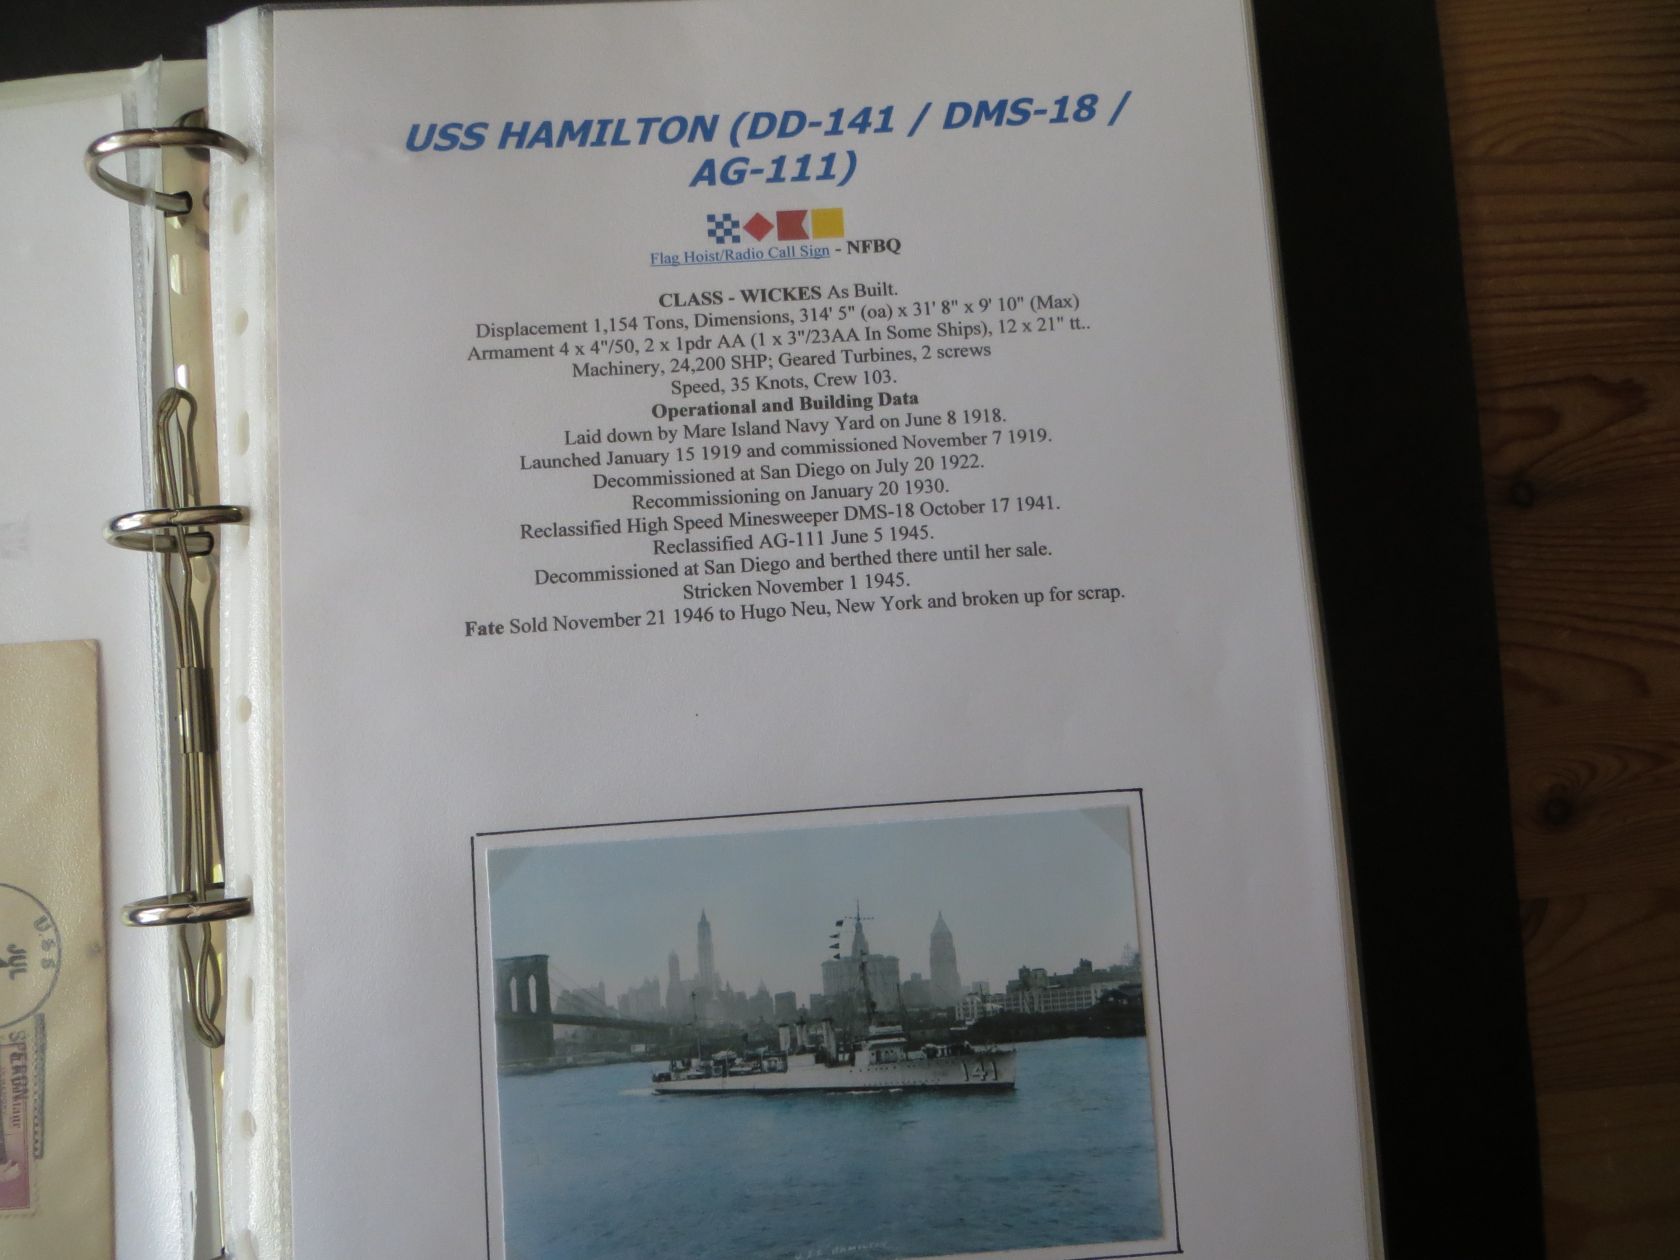 USS HAMILTON (DD-141 / DMS-18 /
AG-111)
Flag Hoist/Radio Call Sign - NFBQ
CLASS - WICKES As Built.
Displacement 1,154 Tons, Dimensions, 314' 5" (oa) x 31' 8" x 9' 10" (Max)
Armament 4 x 4"/50, 2 x 1pdr AA (1 x 3"/23AA In Some Ships), 12 x 21" tt..
Machinery, 24,200 SHP; Geared Turbines, 2 screws
Speed, 35 Knots, Crew 103.
Operational and Building Data
Laid down by Mare Island Navy Yard on June 8 1918.
Launched January 15 1919 and commissioned November 7 1919.
Decommissioned at San Diego on July 20 1922.
Recommissioning on January 20 1930.
Reclassified High Speed Minesweeper DMS-18 October 17 1941.
Reclassified AG-111 June 5 1945.
Decommissioned at San Diego and berthed there until her sale.
Stricken November 1 1945.
Fate Sold November 21 1946 to Hugo Neu, New York and broken up for scrap.
141
U.S.S. HAMILTON
U.S.S
JUL